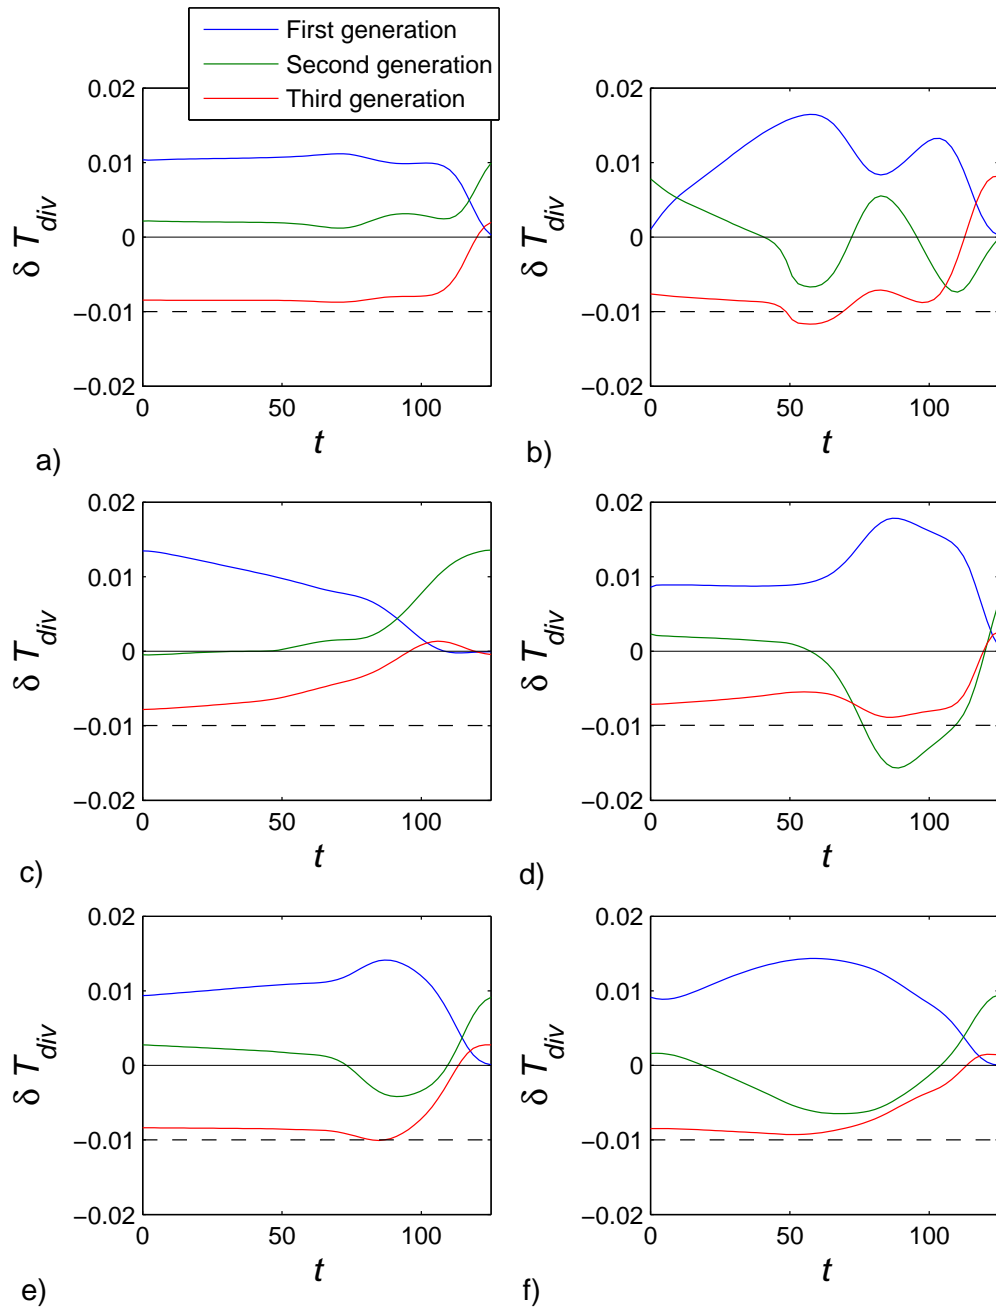 First generation
Second generation
Third generation
0.02
0.01
0
−0.01
−0.02
δ T_div
0 50 100
t
a)
0.02
0.01
0
−0.01
−0.02
δ T_div
0 50 100
t
b)
0.02
0.01
0
−0.01
−0.02
δ T_div
0 50 100
t
c)
0.02
0.01
0
−0.01
−0.02
δ T_div
0 50 100
t
d)
0.02
0.01
0
−0.01
−0.02
δ T_div
0 50 100
t
e)
0.02
0.01
0
−0.01
−0.02
δ T_div
0 50 100
t
f)